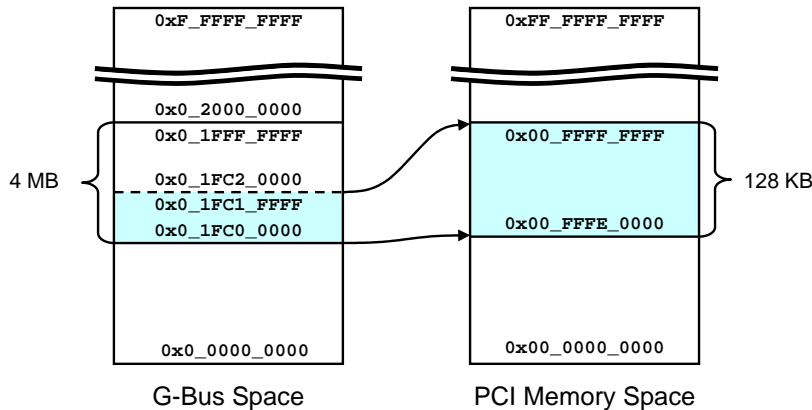 0xF_FFFF_FFFF
0x0_2000_0000
0x0_1FFF_FFFF
0x0_1FC2_0000
0x0_1FC1_FFFF
0x0_1FC0_0000
0x0_0000_0000
4 MB
G-Bus Space
0xFF_FFFF_FFFF
0x00_FFFF_FFFF
0x00_FFFE_0000
0x00_0000_0000
128 KB
PCI Memory Space